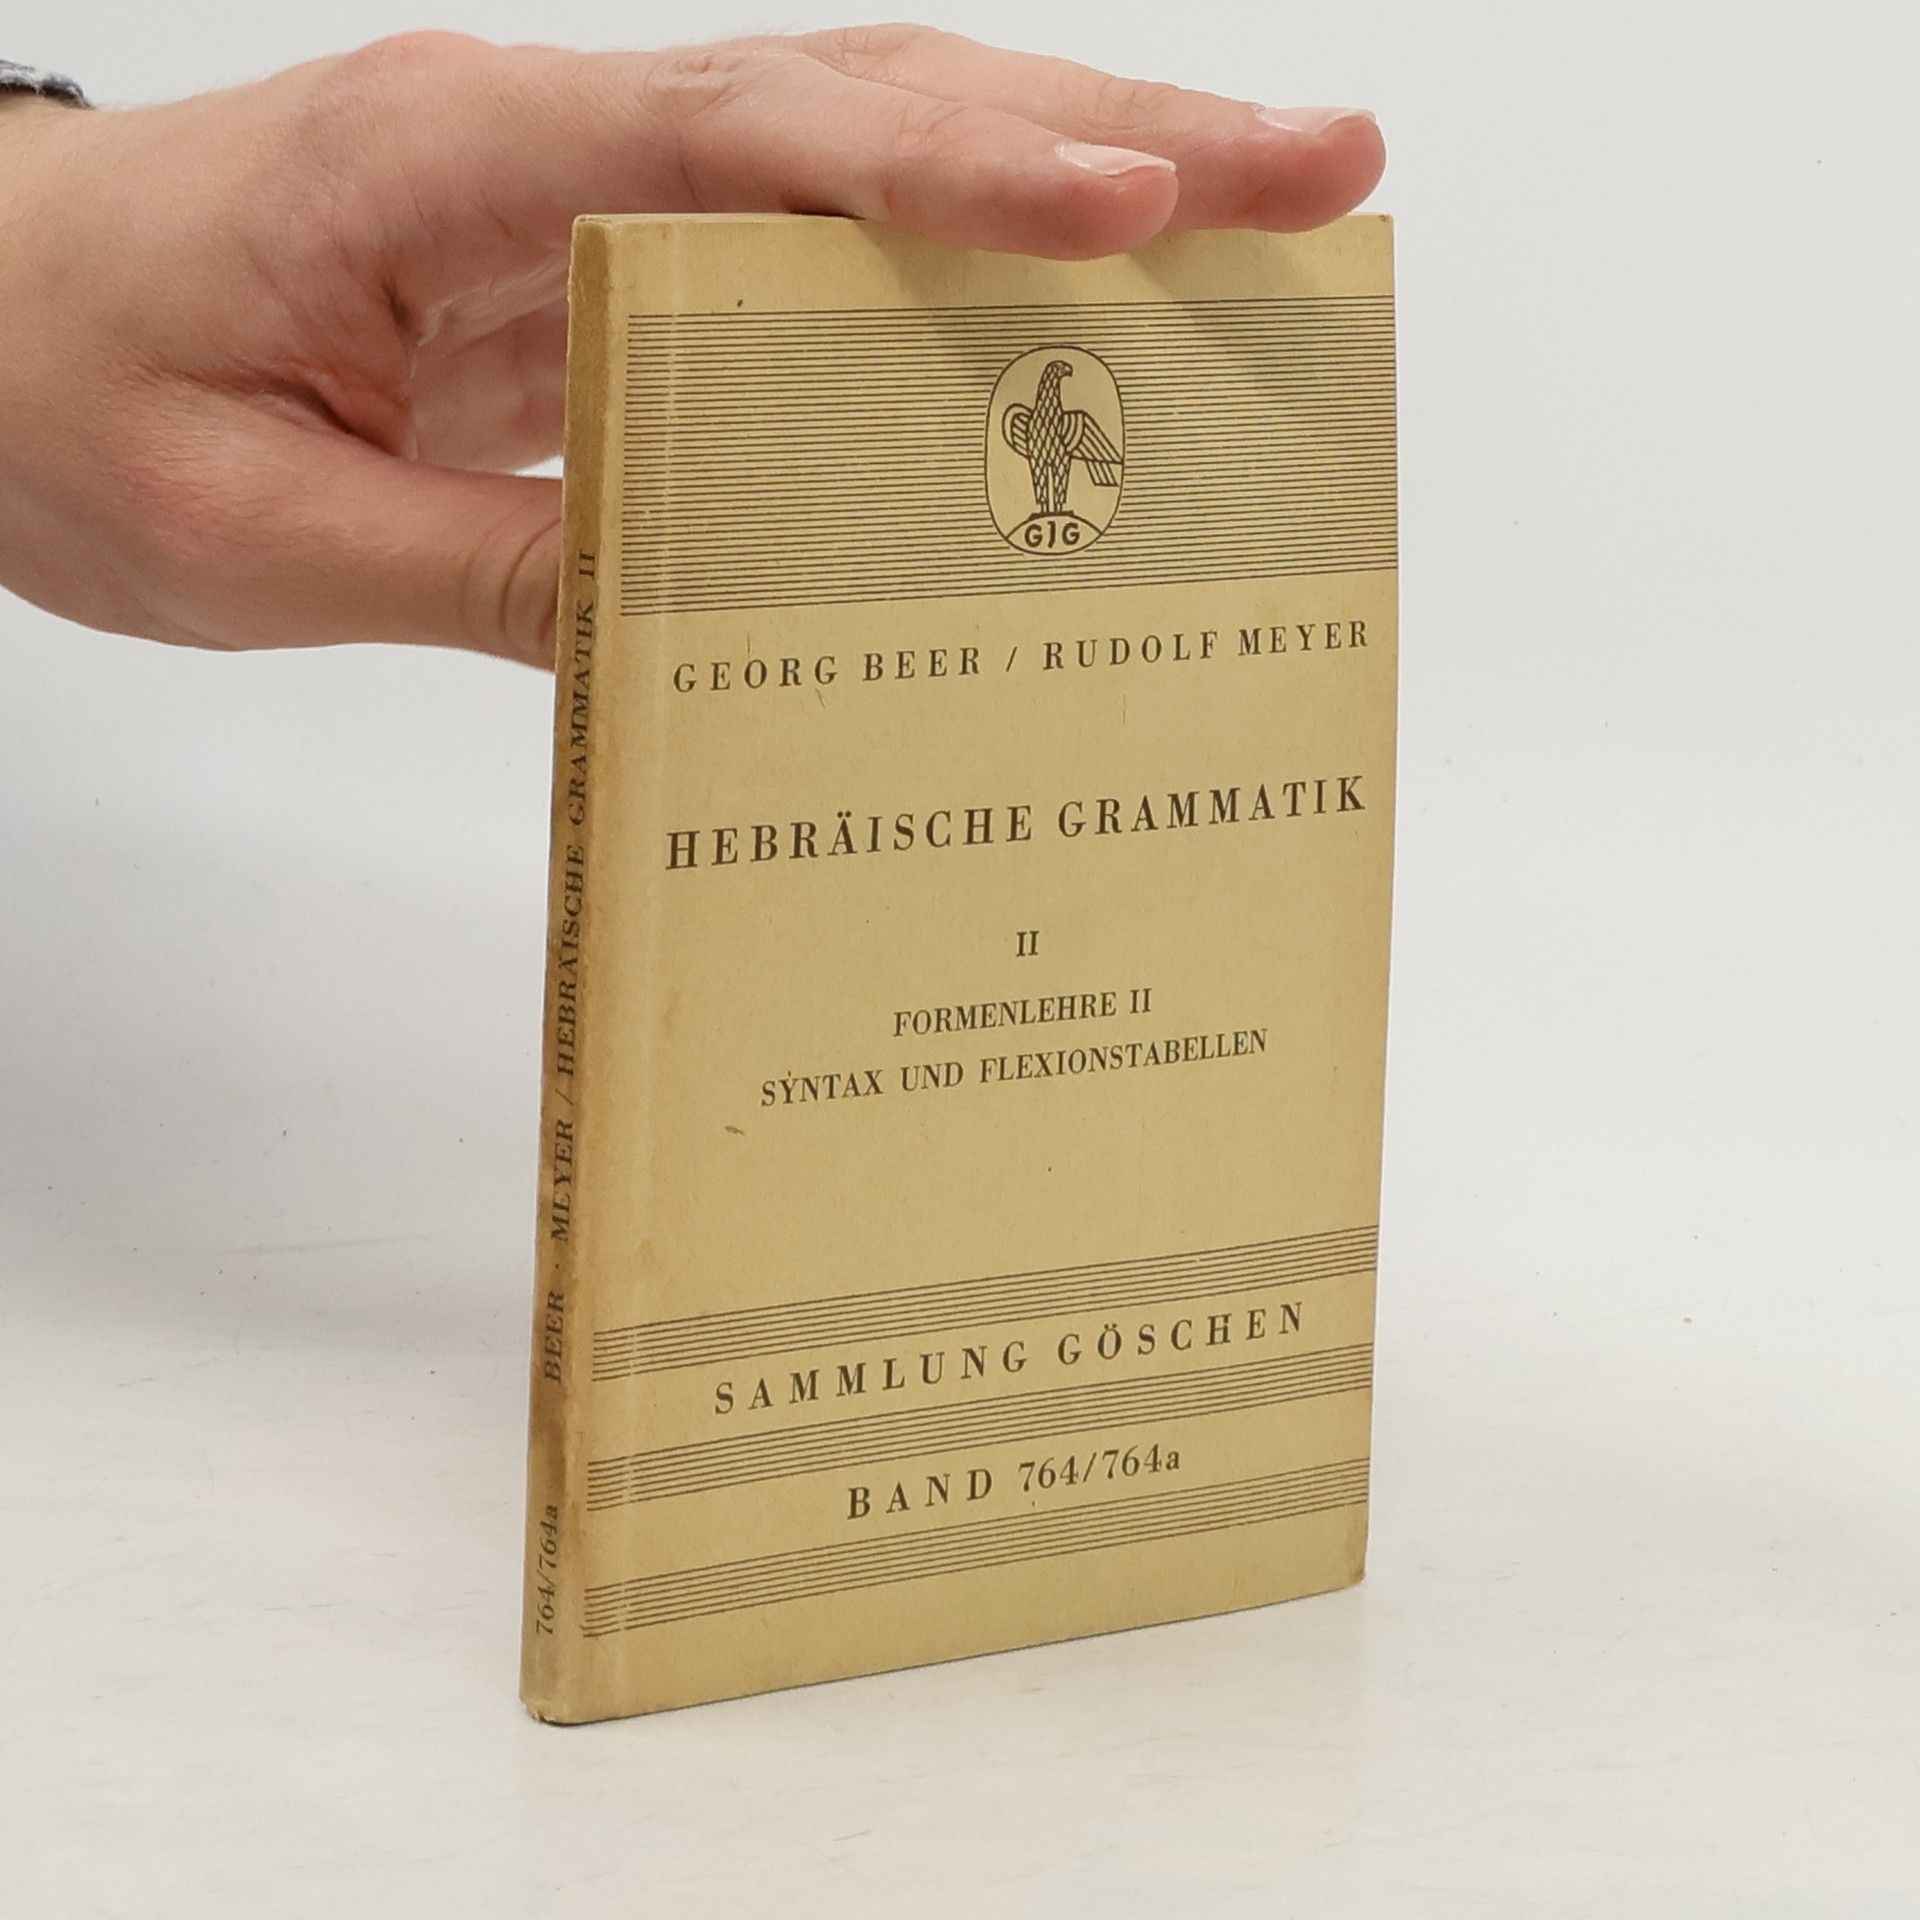 GJG
GEORG BEER / RUDOLF MEYER
HEBRÄISCHE GRAMMATIK
II
FORMENLEHRE II
SYNTAX UND FLEXIONSTABELLEN
SAMMLUNG GÖSCHEN
BAND 764/764a
764/764a BEER · MEYER / HEBRÄISCHE GRAMMATIK II